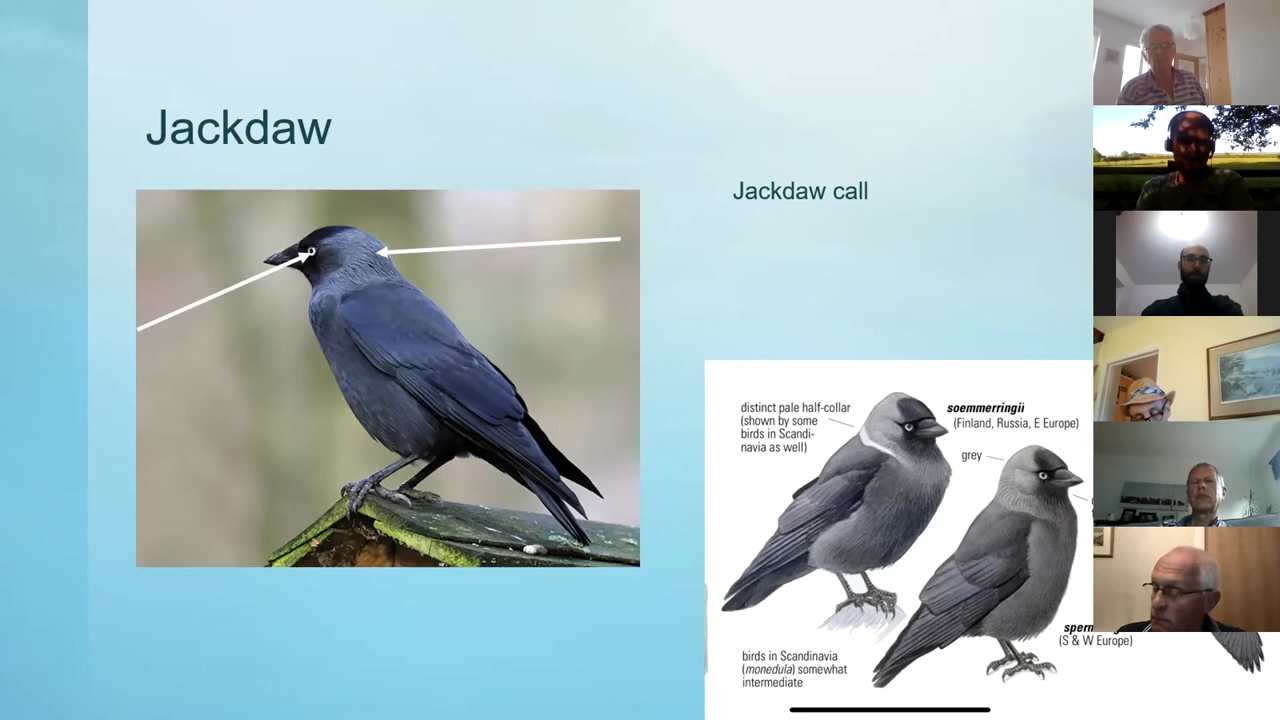 Jackdaw
Jackdaw call
distinct pale half-collar
(shown by some
birds in Scandi-
navia as well)
soemmerringii
(Finland, Russia, E Europe)
grey
(S & W Europe)
birds in Scandinavia
(monedula) somewhat
intermediate